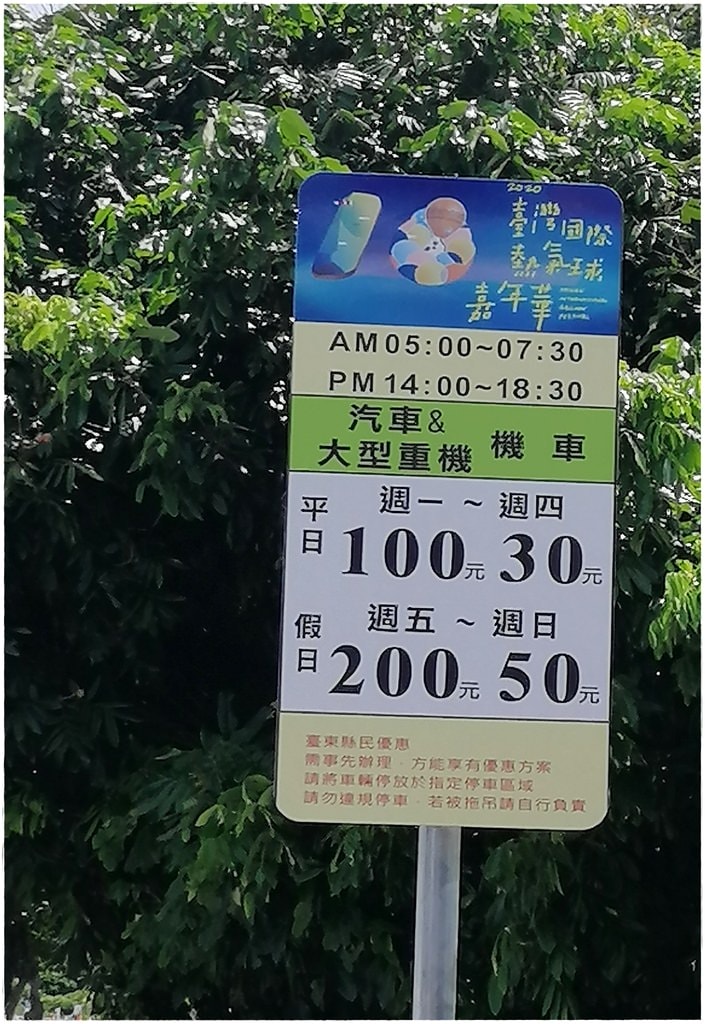 2020
臺灣國際
熱氣球
嘉年華
AM 05:00~07:30
PM 14:00~18:30
汽車&
大型重機 機車
平日 週一 ~ 週四
100元 30元
假日 週五 ~ 週日
200元 50元
臺東縣民優惠
需事先辦理．方能享有優惠方案
請將車輛停放於指定停車區域
請勿違規停車．若被拖吊請自行負責